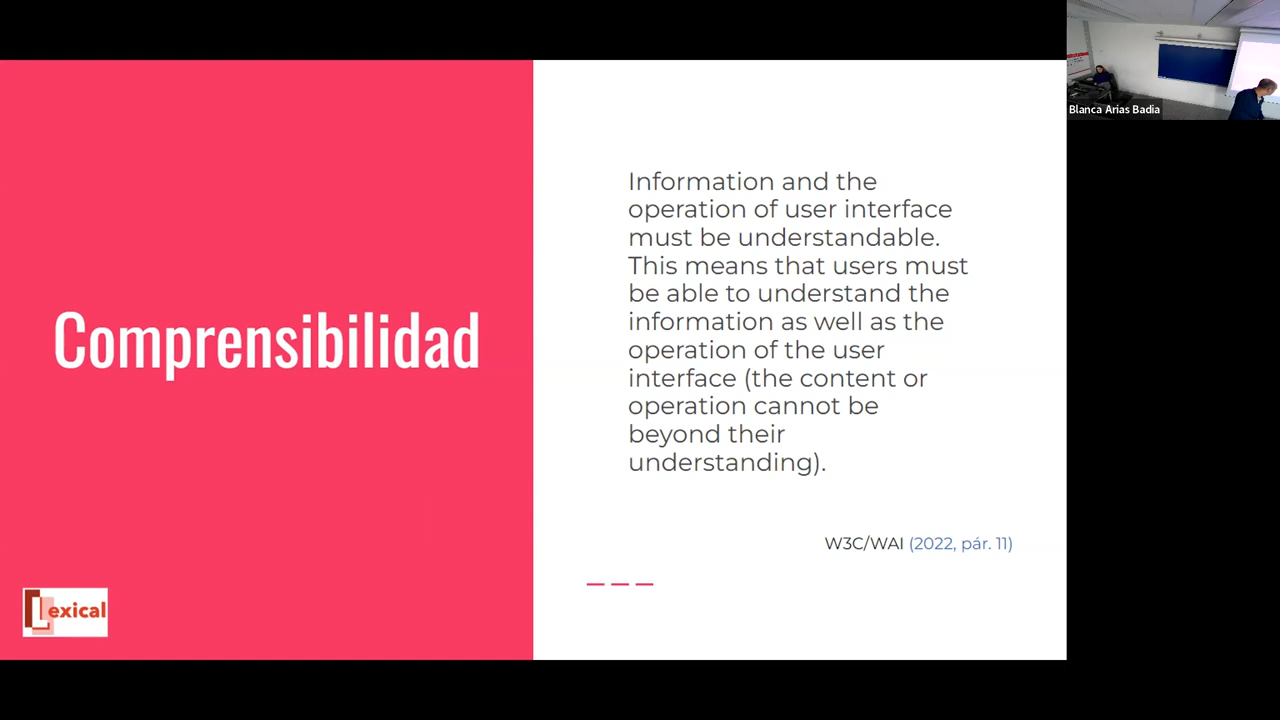 Comprensibilidad
Information and the
operation of user interface
must be understandable.
This means that users must
be able to understand the
information as well as the
operation of the user
interface (the content or
operation cannot be
beyond their
understanding).
W3C/WAI (2022, pár. 11)
Lexical
Blanca Arias Badia